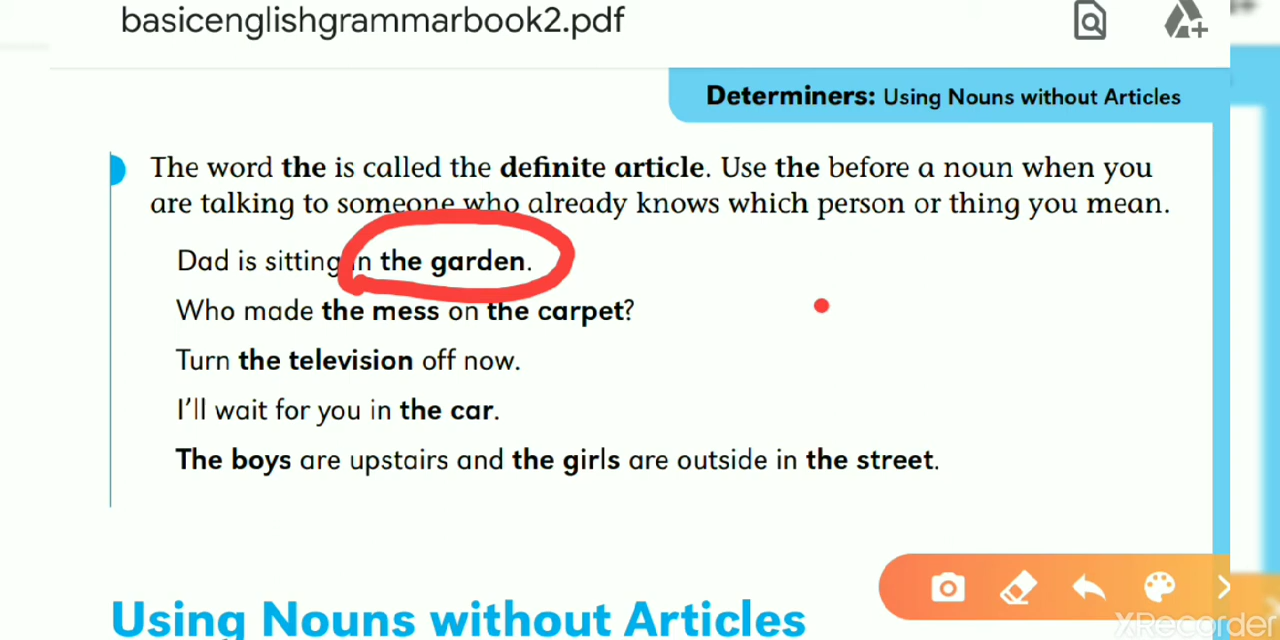 basicenglishgrammarbook2.pdf
Determiners: Using Nouns without Articles
The word the is called the definite article. Use the before a noun when you
are talking to someone who already knows which person or thing you mean.
Dad is sitting in the garden.
Who made the mess on the carpet?
Turn the television off now.
I'll wait for you in the car.
The boys are upstairs and the girls are outside in the street.
Using Nouns without Articles
XRecorder